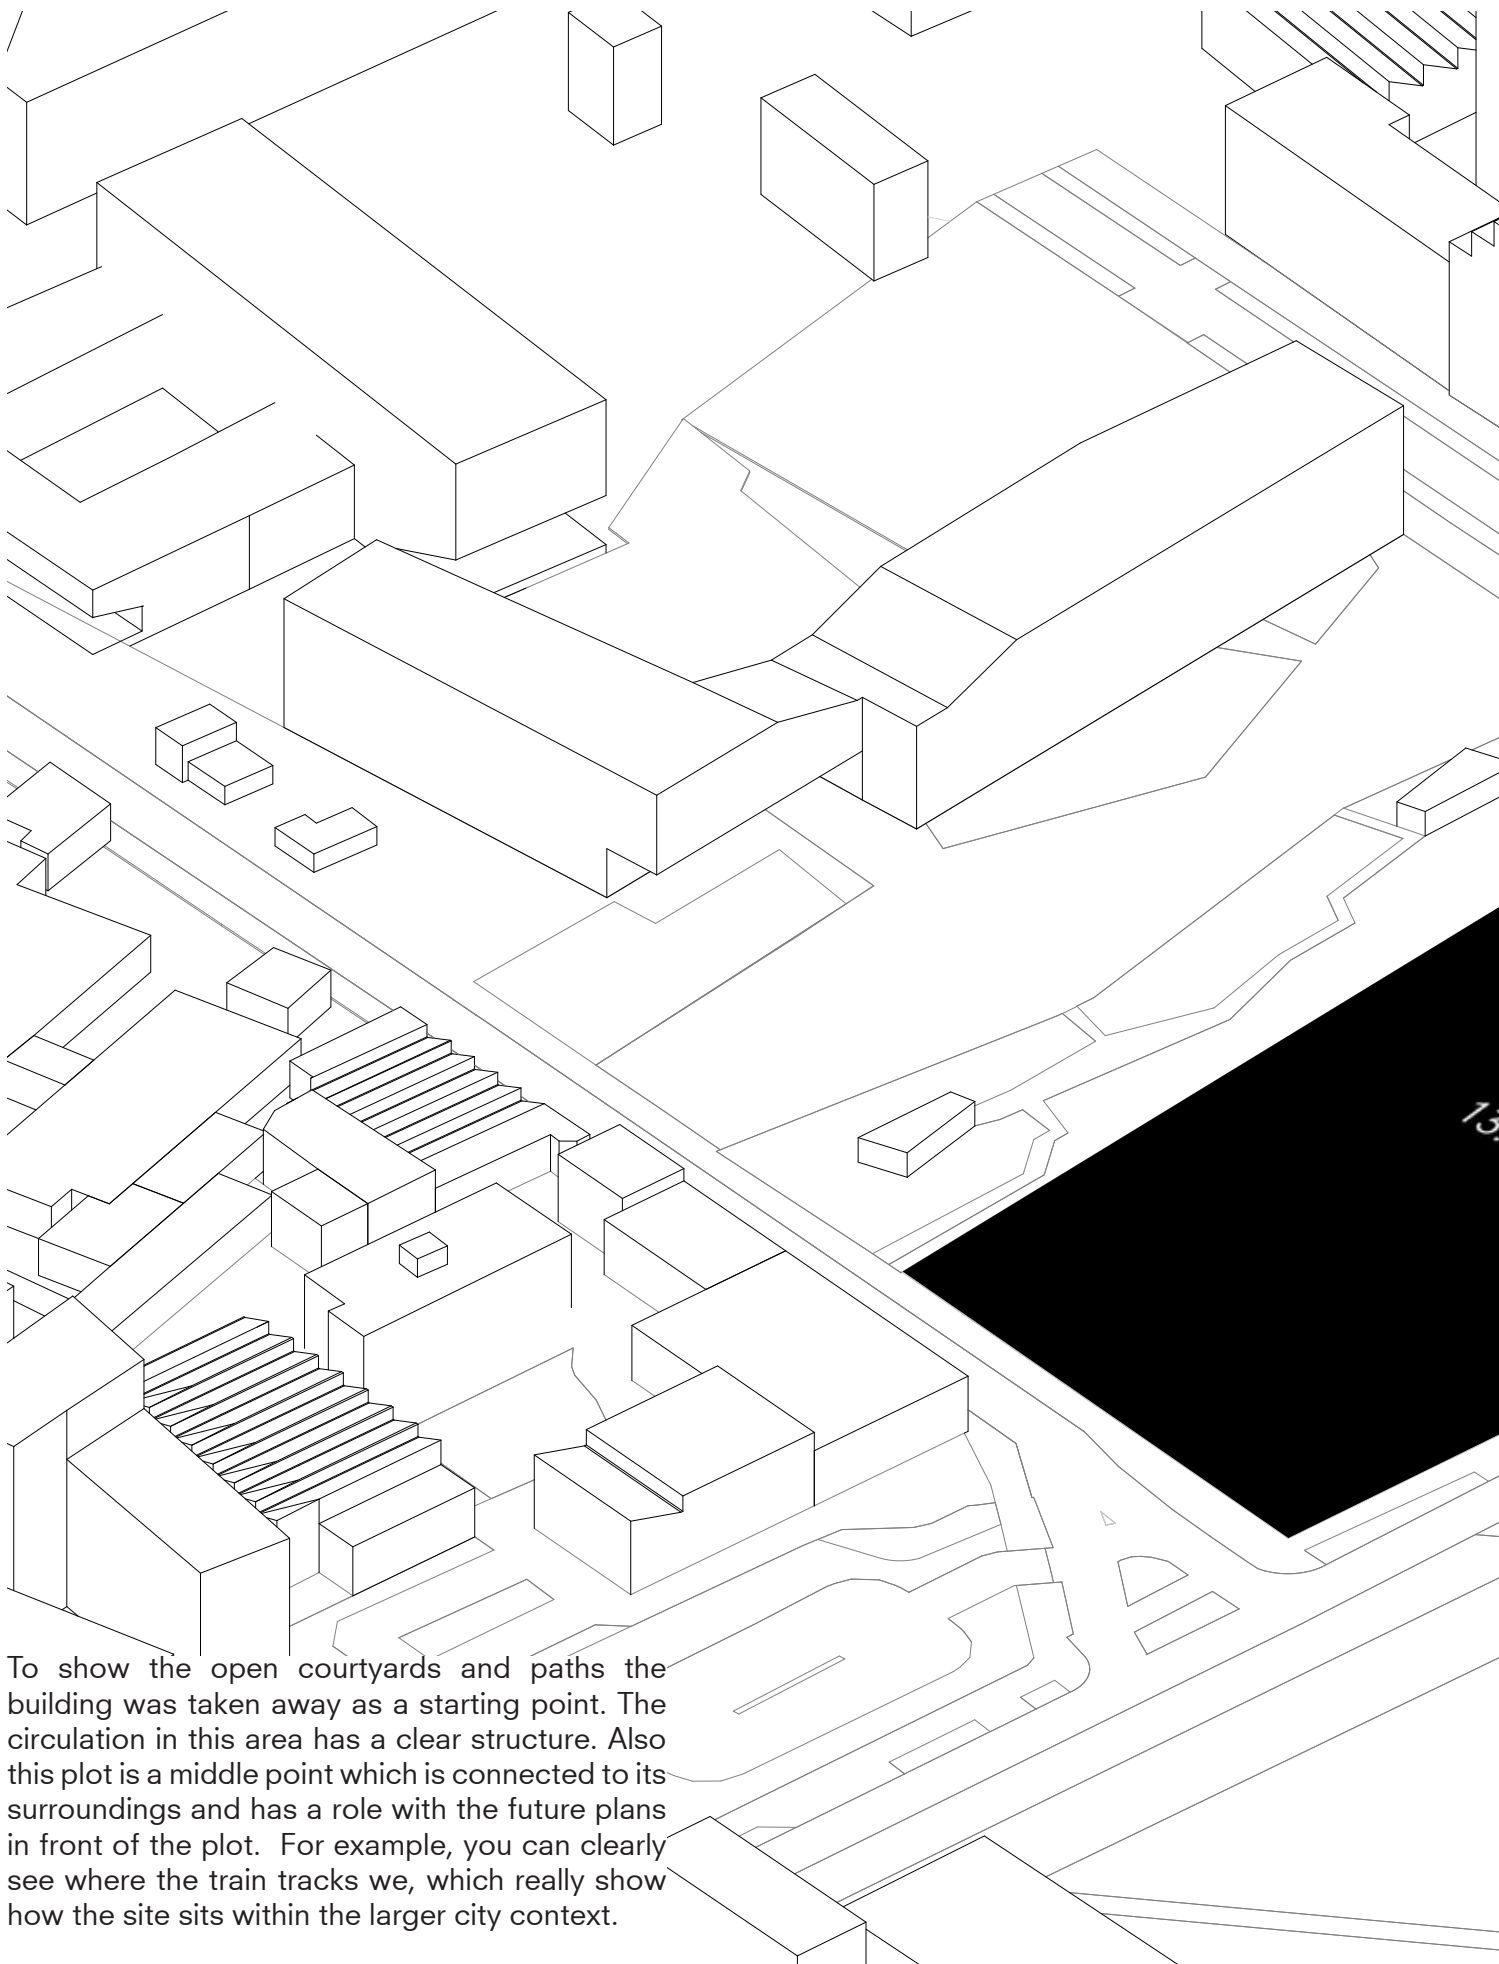 13,
To show the open courtyards and paths the
building was taken away as a starting point. The
circulation in this area has a clear structure. Also
this plot is a middle point which is connected to its
surroundings and has a role with the future plans
in front of the plot. For example, you can clearly
see where the train tracks we, which really show
how the site sits within the larger city context.